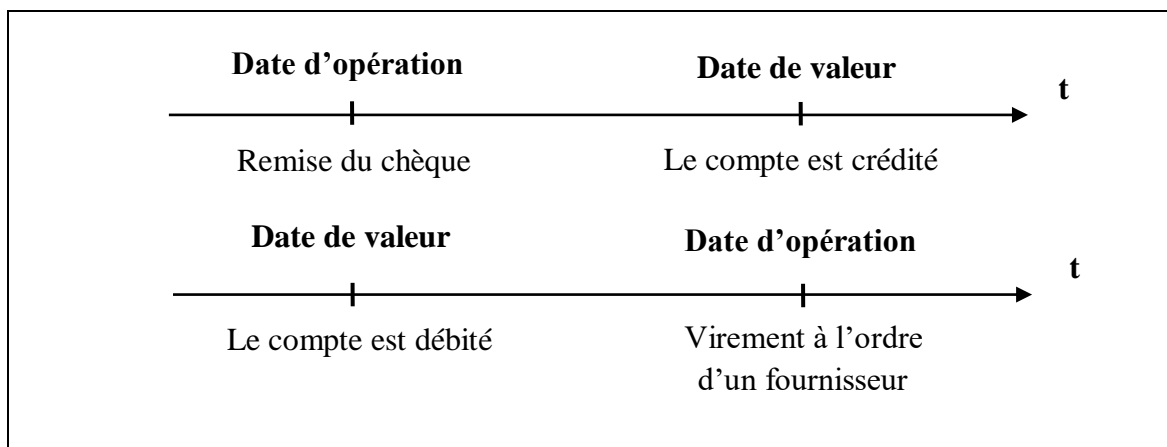 Date d’opération
Date de valeur
t
Remise du chèque
Le compte est crédité
Date de valeur
Date d’opération
t
Le compte est débité
Virement à l’ordre
d’un fournisseur